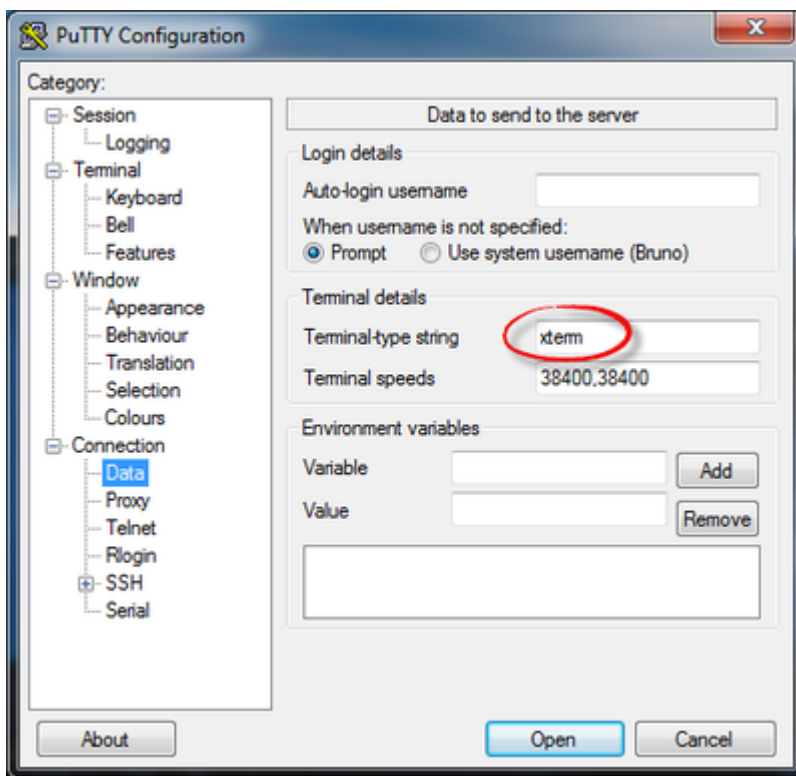 PuTTY Configuration
Category:
Session
Logging
Terminal
Keyboard
Bell
Features
Window
Appearance
Behaviour
Translation
Selection
Colours
Connection
Data
Proxy
Telnet
Rlogin
SSH
Serial
Data to send to the server
Login details
Auto-login username
When username is not specified:
Prompt Use system username (Bruno)
Terminal details
Terminal-type string xterm
Terminal speeds 38400,38400
Environment variables
Variable Add
Value Remove
About Open Cancel